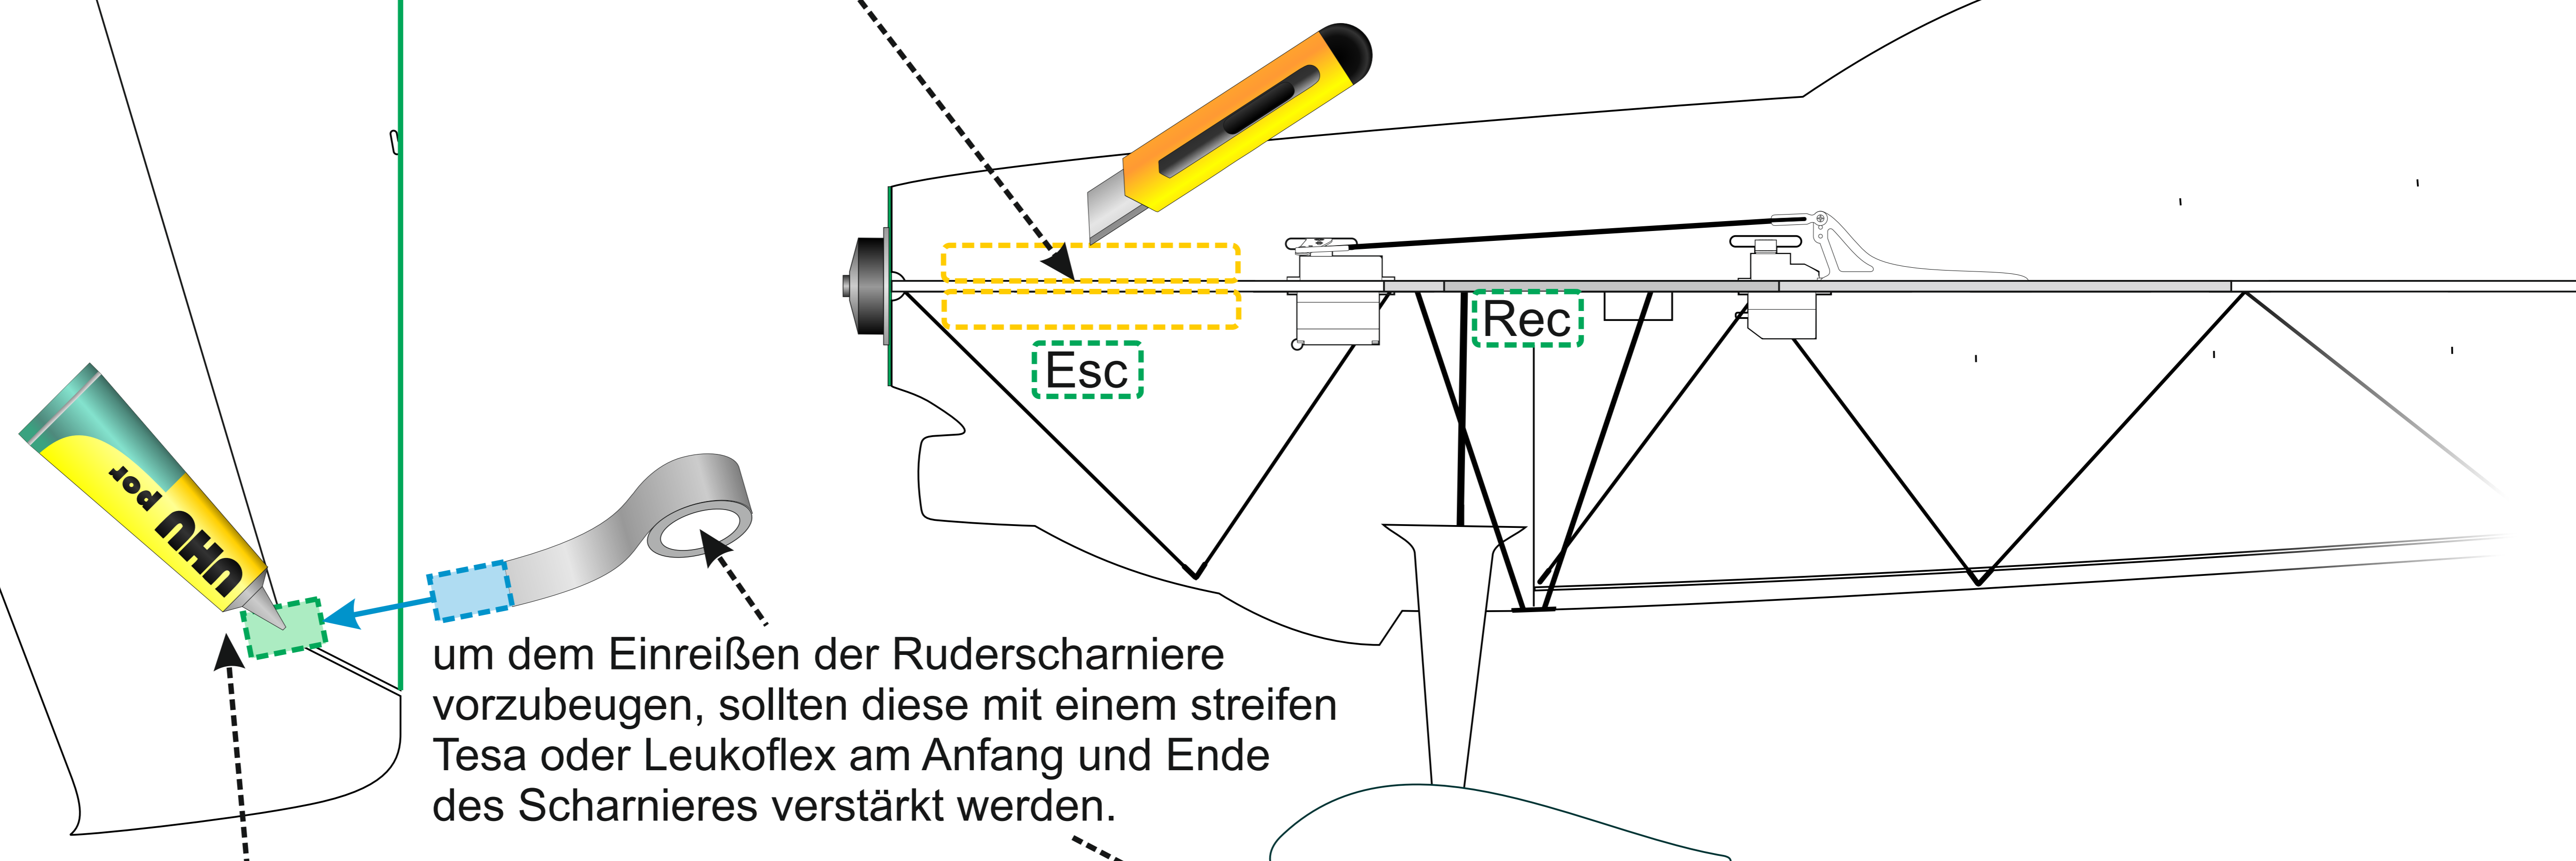 Esc
Rec
UHU por
um dem Einreißen der Ruderscharniere
vorzubeugen, sollten diese mit einem streifen
Tesa oder Leukoflex am Anfang und Ende
des Scharnieres verstärkt werden.